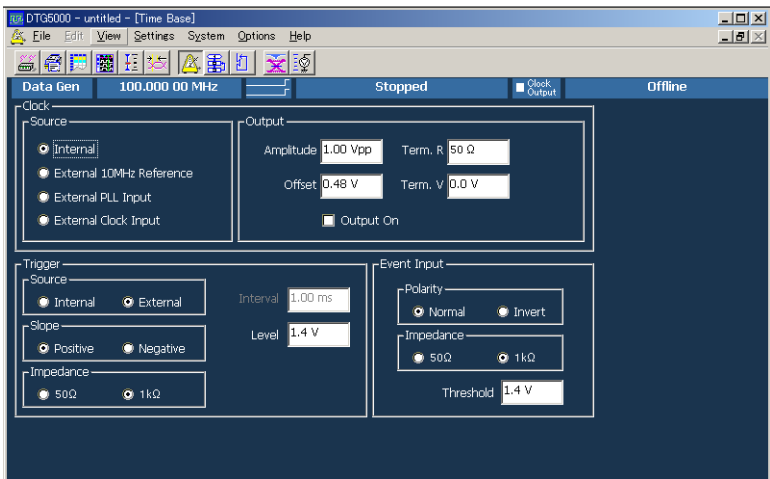 DTG5000 - untitled - [Time Base]
File Edit View Settings System Options Help
Data Gen 100.000 00 MHz Stopped Clock Output Offline
Clock
Source
Internal
External 10MHz Reference
External PLL Input
External Clock Input
Output
Amplitude 1.00 Vpp Term. R 50 Ω
Offset 0.48 V Term. V 0.0 V
Output On
Trigger
Source
Internal External
Interval 1.00 ms
Slope
Positive Negative
Level 1.4 V
Impedance
50Ω 1kΩ
Event Input
Polarity
Normal Invert
Impedance
50Ω 1kΩ
Threshold 1.4 V